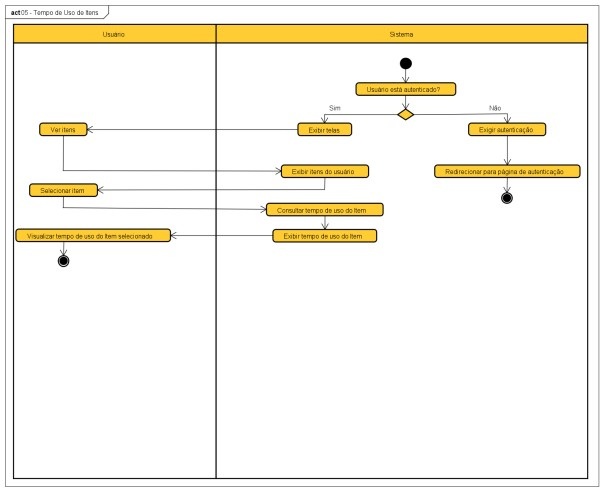 act 05 - Tempo de Uso de Itens
Usuário
Sistema
Usuário está autenticado?
Sim
Não
Ver itens
Exibir telas
Exigir autenticação
Exibir itens do usuário
Redirecionar para página de autenticação
Selecionar item
Consultar tempo de uso do Item
Visualizar tempo de uso do Item selecionado
Exibir tempo de uso do Item